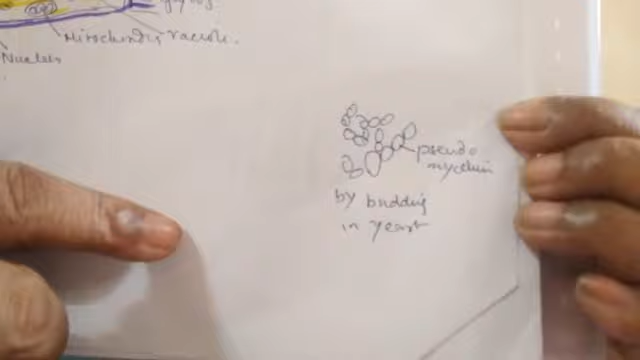 Mitochondria vacuole.
Nucleus
pseudo
mycelium
by budding
in yeast